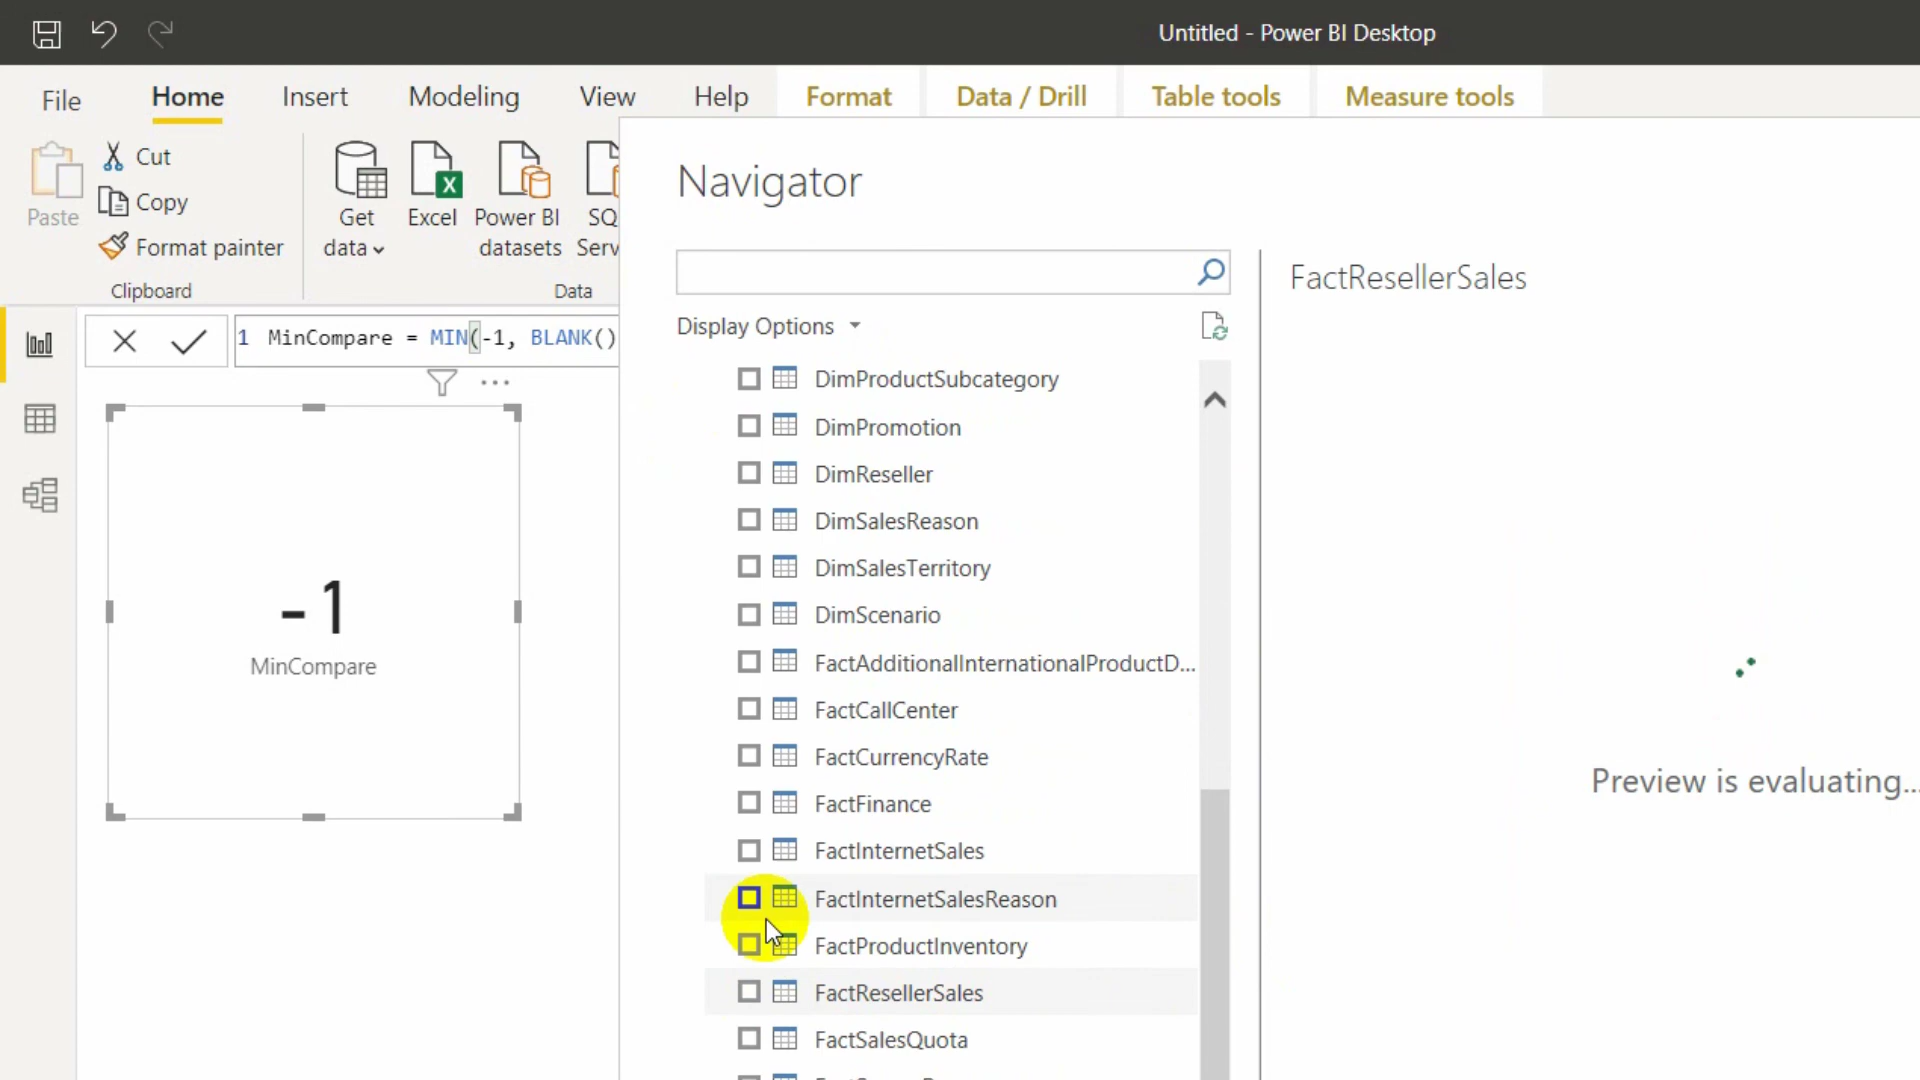 Untitled - Power BI Desktop
File Home Insert Modeling View Help Format Data / Drill Table tools Measure tools
Paste
Cut
Copy
Format painter
Clipboard
Get data
Excel
Power BI datasets
SQ
Serv
Data
1 MinCompare = MIN(-1, BLANK()
-1
MinCompare
Navigator
Display Options
DimProductSubcategory
DimPromotion
DimReseller
DimSalesReason
DimSalesTerritory
DimScenario
FactAdditionalInternationalProductD...
FactCallCenter
FactCurrencyRate
FactFinance
FactInternetSales
FactInternetSalesReason
FactProductInventory
FactResellerSales
FactSalesQuota
FactResellerSales
Preview is evaluating...